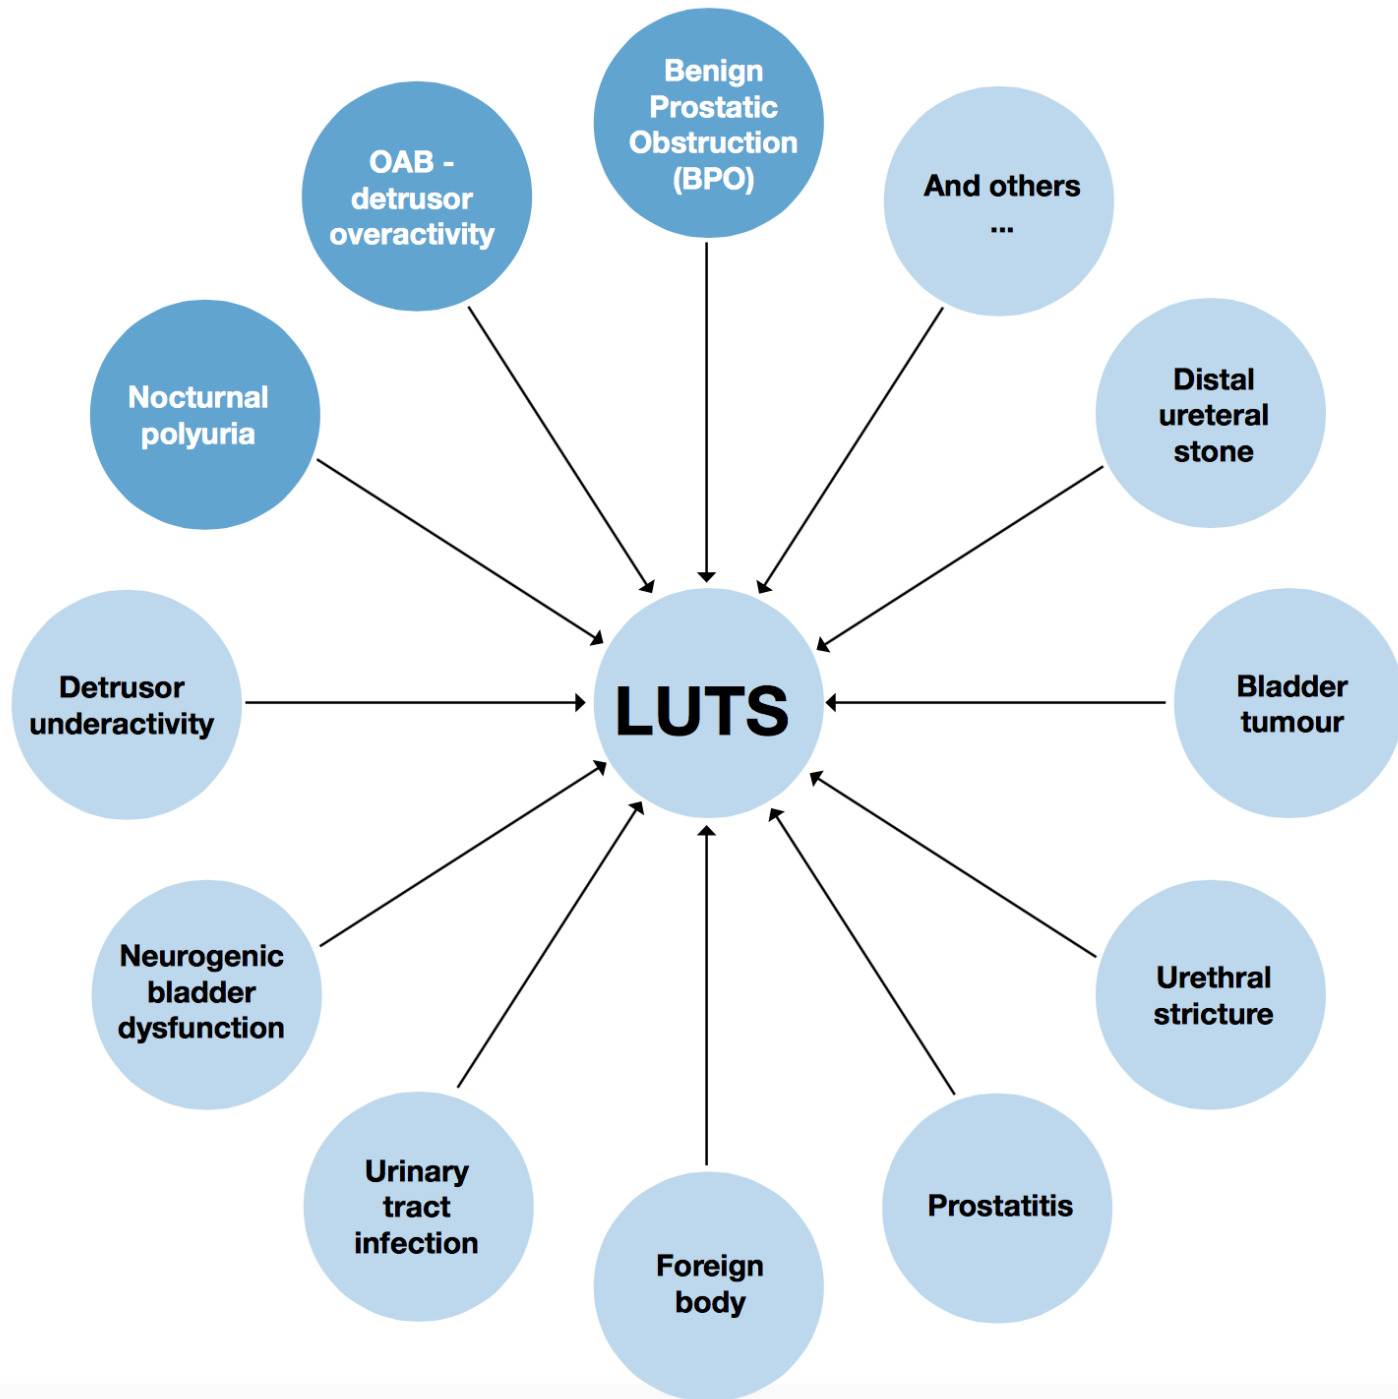 Benign
Prostatic
Obstruction
(BPO)
And others
...
Distal
ureteral
stone
Bladder
tumour
Urethral
stricture
Prostatitis
Foreign
body
Urinary
tract
infection
Neurogenic
bladder
dysfunction
Detrusor
underactivity
Nocturnal
polyuria
OAB -
detrusor
overactivity
LUTS